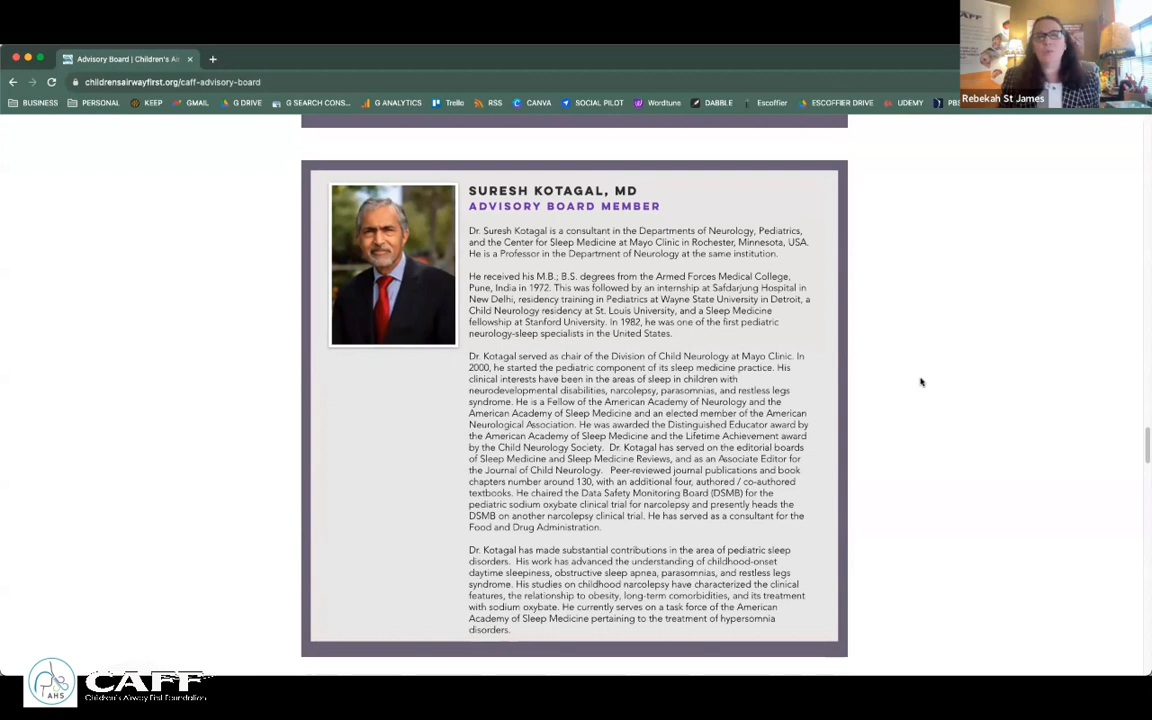 Advisory Board | Children's Ai
childrensairwayfirst.org/caff-advisory-board
BUSINESS PERSONAL KEEP GMAIL G DRIVE G SEARCH CONS... G ANALYTICS Trello RSS CANVA SOCIAL PILOT Wordtune DABBLE Escoffier ESCOFFIER DRIVE UDEMY
CAFF
Rebekah St James
SURESH KOTAGAL, MD
ADVISORY BOARD MEMBER
Dr. Suresh Kotagal is a consultant in the Departments of Neurology, Pediatrics,
and the Center for Sleep Medicine at Mayo Clinic in Rochester, Minnesota, USA.
He is a Professor in the Department of Neurology at the same institution.
He received his M.B.; B.S. degrees from the Armed Forces Medical College,
Pune, India in 1972. This was followed by an internship at Safdarjung Hospital in
New Delhi, residency training in Pediatrics at Wayne State University in Detroit, a
Child Neurology residency at St. Louis University, and a Sleep Medicine
fellowship at Stanford University. In 1982, he was one of the first pediatric
neurology-sleep specialists in the United States.
Dr. Kotagal served as chair of the Division of Child Neurology at Mayo Clinic. In
2000, he started the pediatric component of its sleep medicine practice. His
clinical interests have been in the areas of sleep in children with
neurodevelopmental disabilities, narcolepsy, parasomnias, and restless legs
syndrome. He is a Fellow of the American Academy of Neurology and the
American Academy of Sleep Medicine and an elected member of the American
Neurological Association. He was awarded the Distinguished Educator award by
the American Academy of Sleep Medicine and the Lifetime Achievement award
by the Child Neurology Society. Dr. Kotagal has served on the editorial boards
of Sleep Medicine and Sleep Medicine Reviews, and as an Associate Editor for
the Journal of Child Neurology. Peer-reviewed journal publications and book
chapters number around 130, with an additional four, authored / co-authored
textbooks. He chaired the Data Safety Monitoring Board (DSMB) for the
pediatric sodium oxybate clinical trial for narcolepsy and presently heads the
DSMB on another narcolepsy clinical trial. He has served as a consultant for the
Food and Drug Administration.
Dr. Kotagal has made substantial contributions in the area of pediatric sleep
disorders. His work has advanced the understanding of childhood-onset
daytime sleepiness, obstructive sleep apnea, parasomnias, and restless legs
syndrome. His studies on childhood narcolepsy have characterized the clinical
features, the relationship to obesity, long-term comorbidities, and its treatment
with sodium oxybate. He currently serves on a task force of the American
Academy of Sleep Medicine pertaining to the treatment of hypersomnia
disorders.
AHS
CAFF
Children's Airway First Foundation